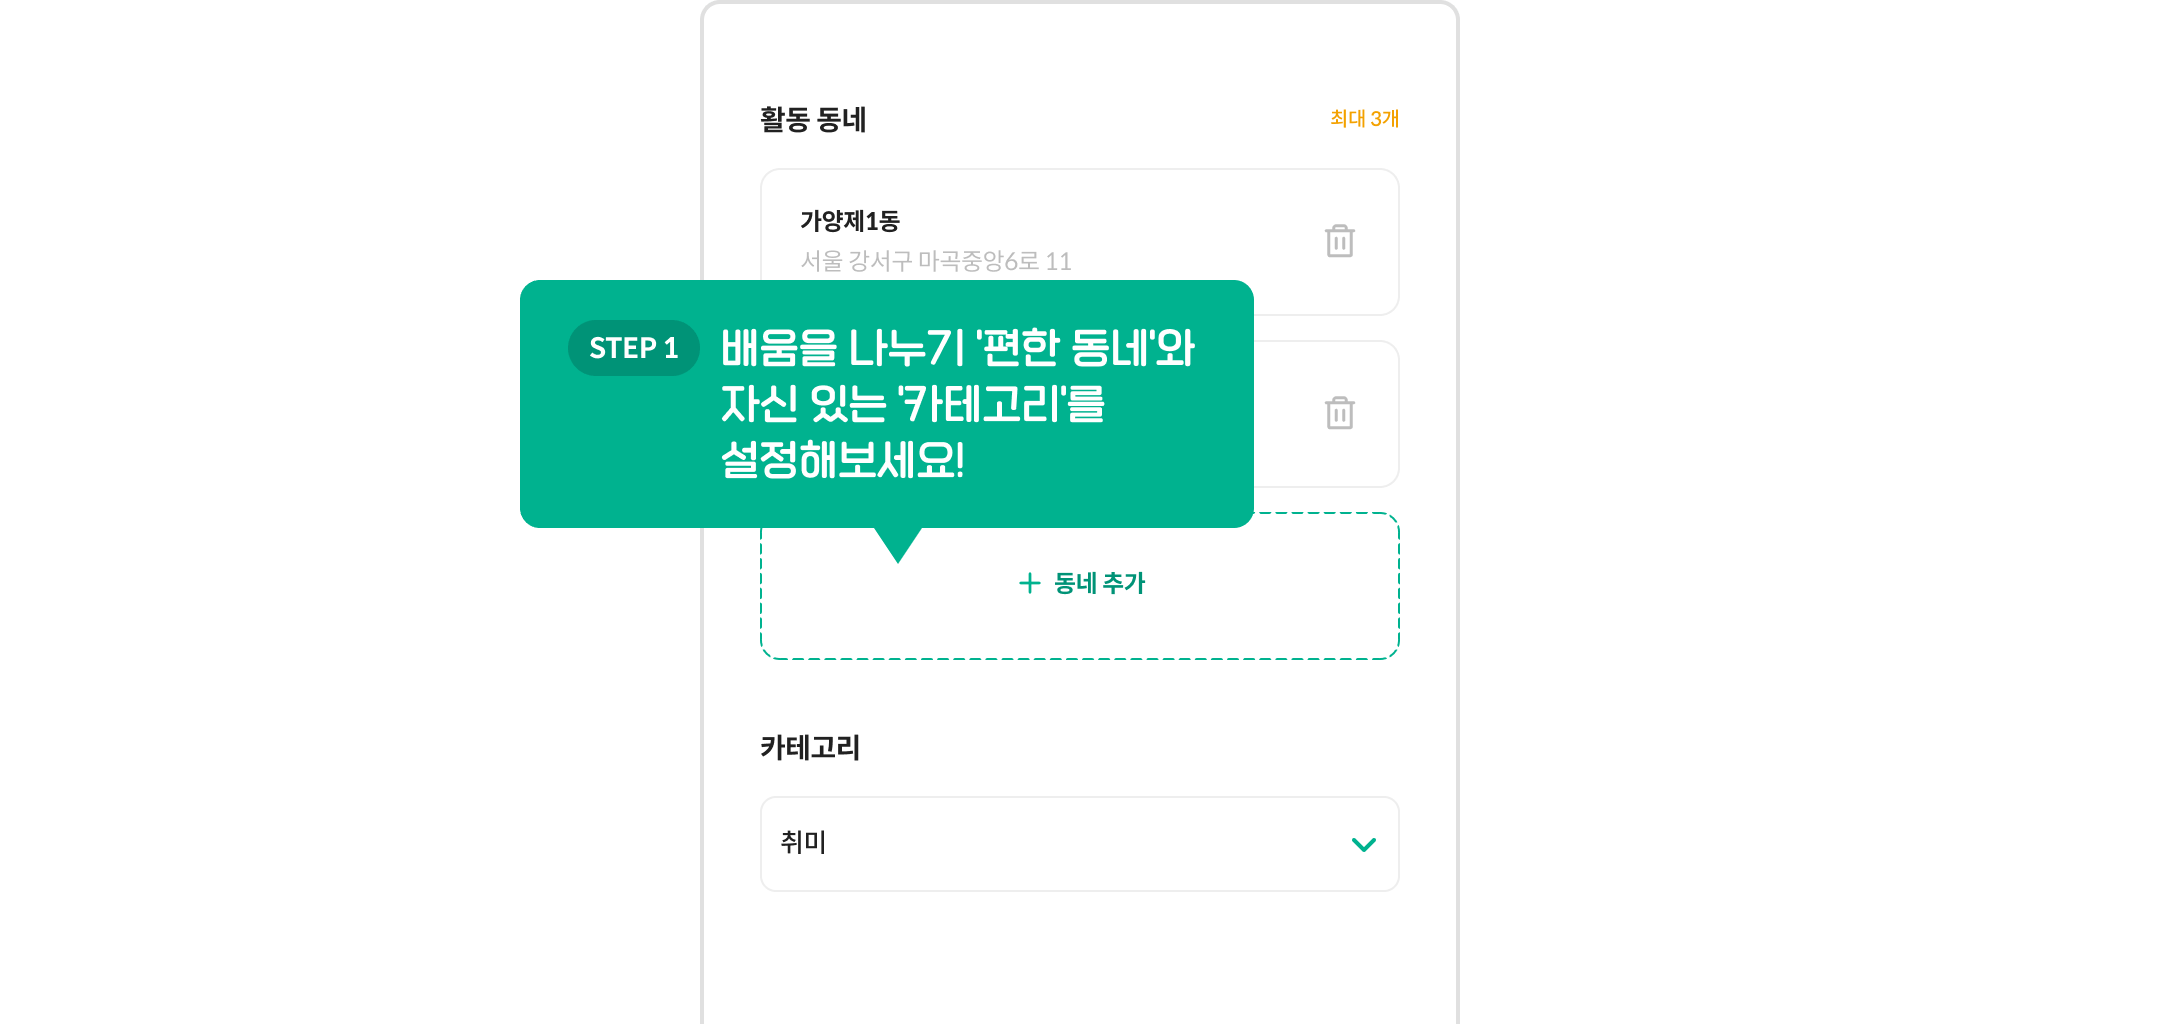 활동 동네
최대 3개
가양제1동
서울 강서구 마곡중앙6로 11
STEP 1
배움을 나누기 '편한 동네'와
자신 있는 '카테고리'를
설정해보세요!
+ 동네 추가
카테고리
취미